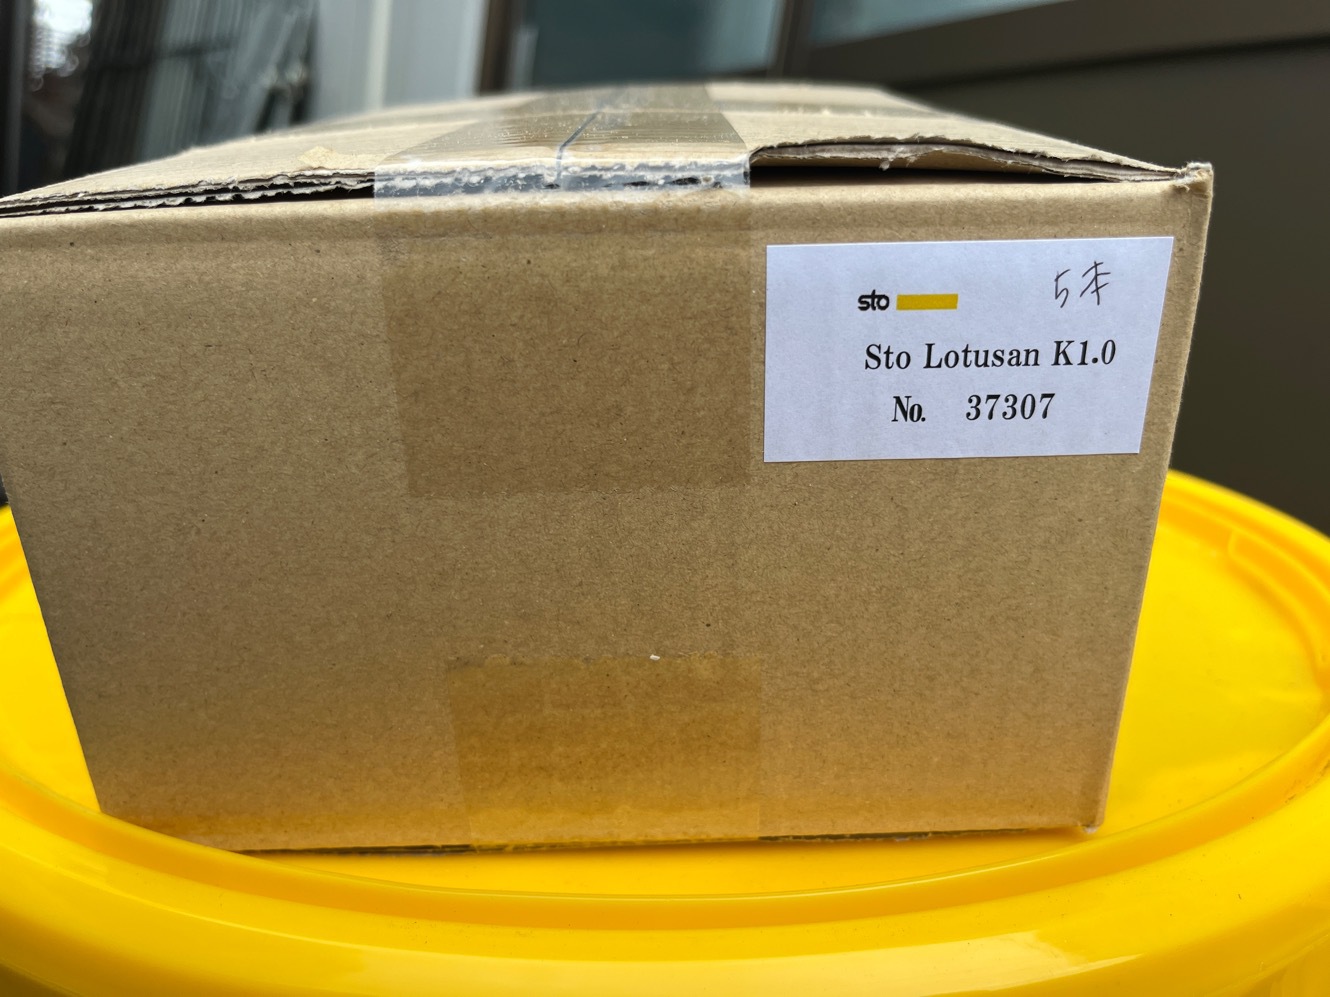 sto 5本
Sto Lotusan K1.0
No. 37307